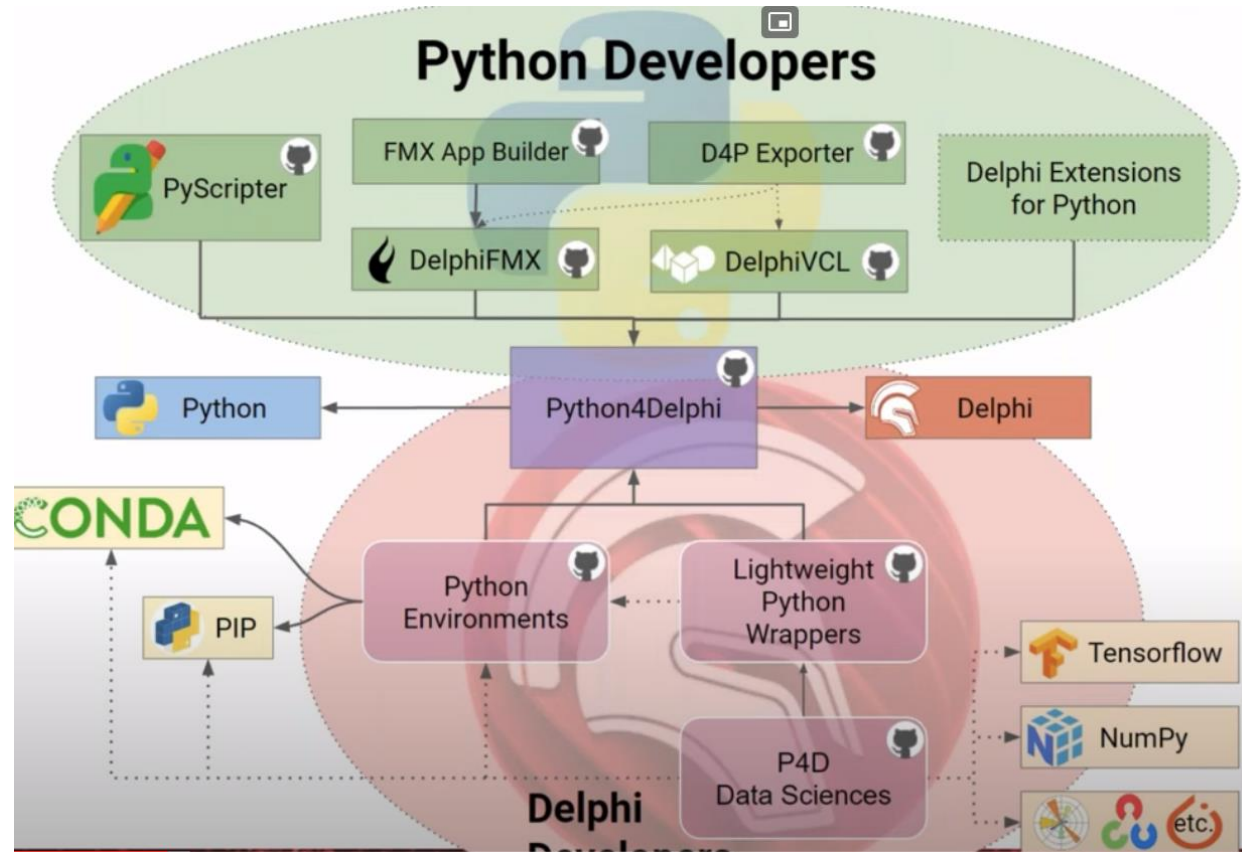 Python Developers
PyScripter
FMX App Builder
D4P Exporter
Delphi Extensions
for Python
DelphiFMX
DelphiVCL
Python
Python4Delphi
Delphi
CONDA
PIP
Python
Environments
Lightweight
Python
Wrappers
Tensorflow
NumPy
P4D
Data Sciences
etc.
Delphi
Developers